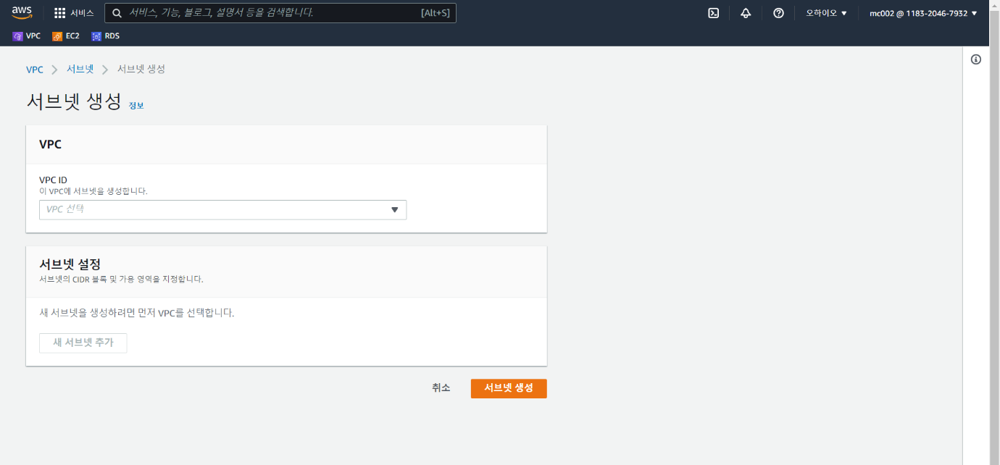 aws
서비스
서비스, 기능, 블로그, 설명서 등을 검색합니다.
[Alt+S]
오하이오 ▼
mc002 @ 1183-2046-7932 ▼
VPC
EC2
RDS
VPC > 서브넷 > 서브넷 생성
서브넷 생성 정보
VPC
VPC ID
이 VPC에 서브넷을 생성합니다.
VPC 선택
서브넷 설정
서브넷의 CIDR 블록 및 가용 영역을 지정합니다.
새 서브넷을 생성하려면 먼저 VPC를 선택합니다.
새 서브넷 추가
취소
서브넷 생성